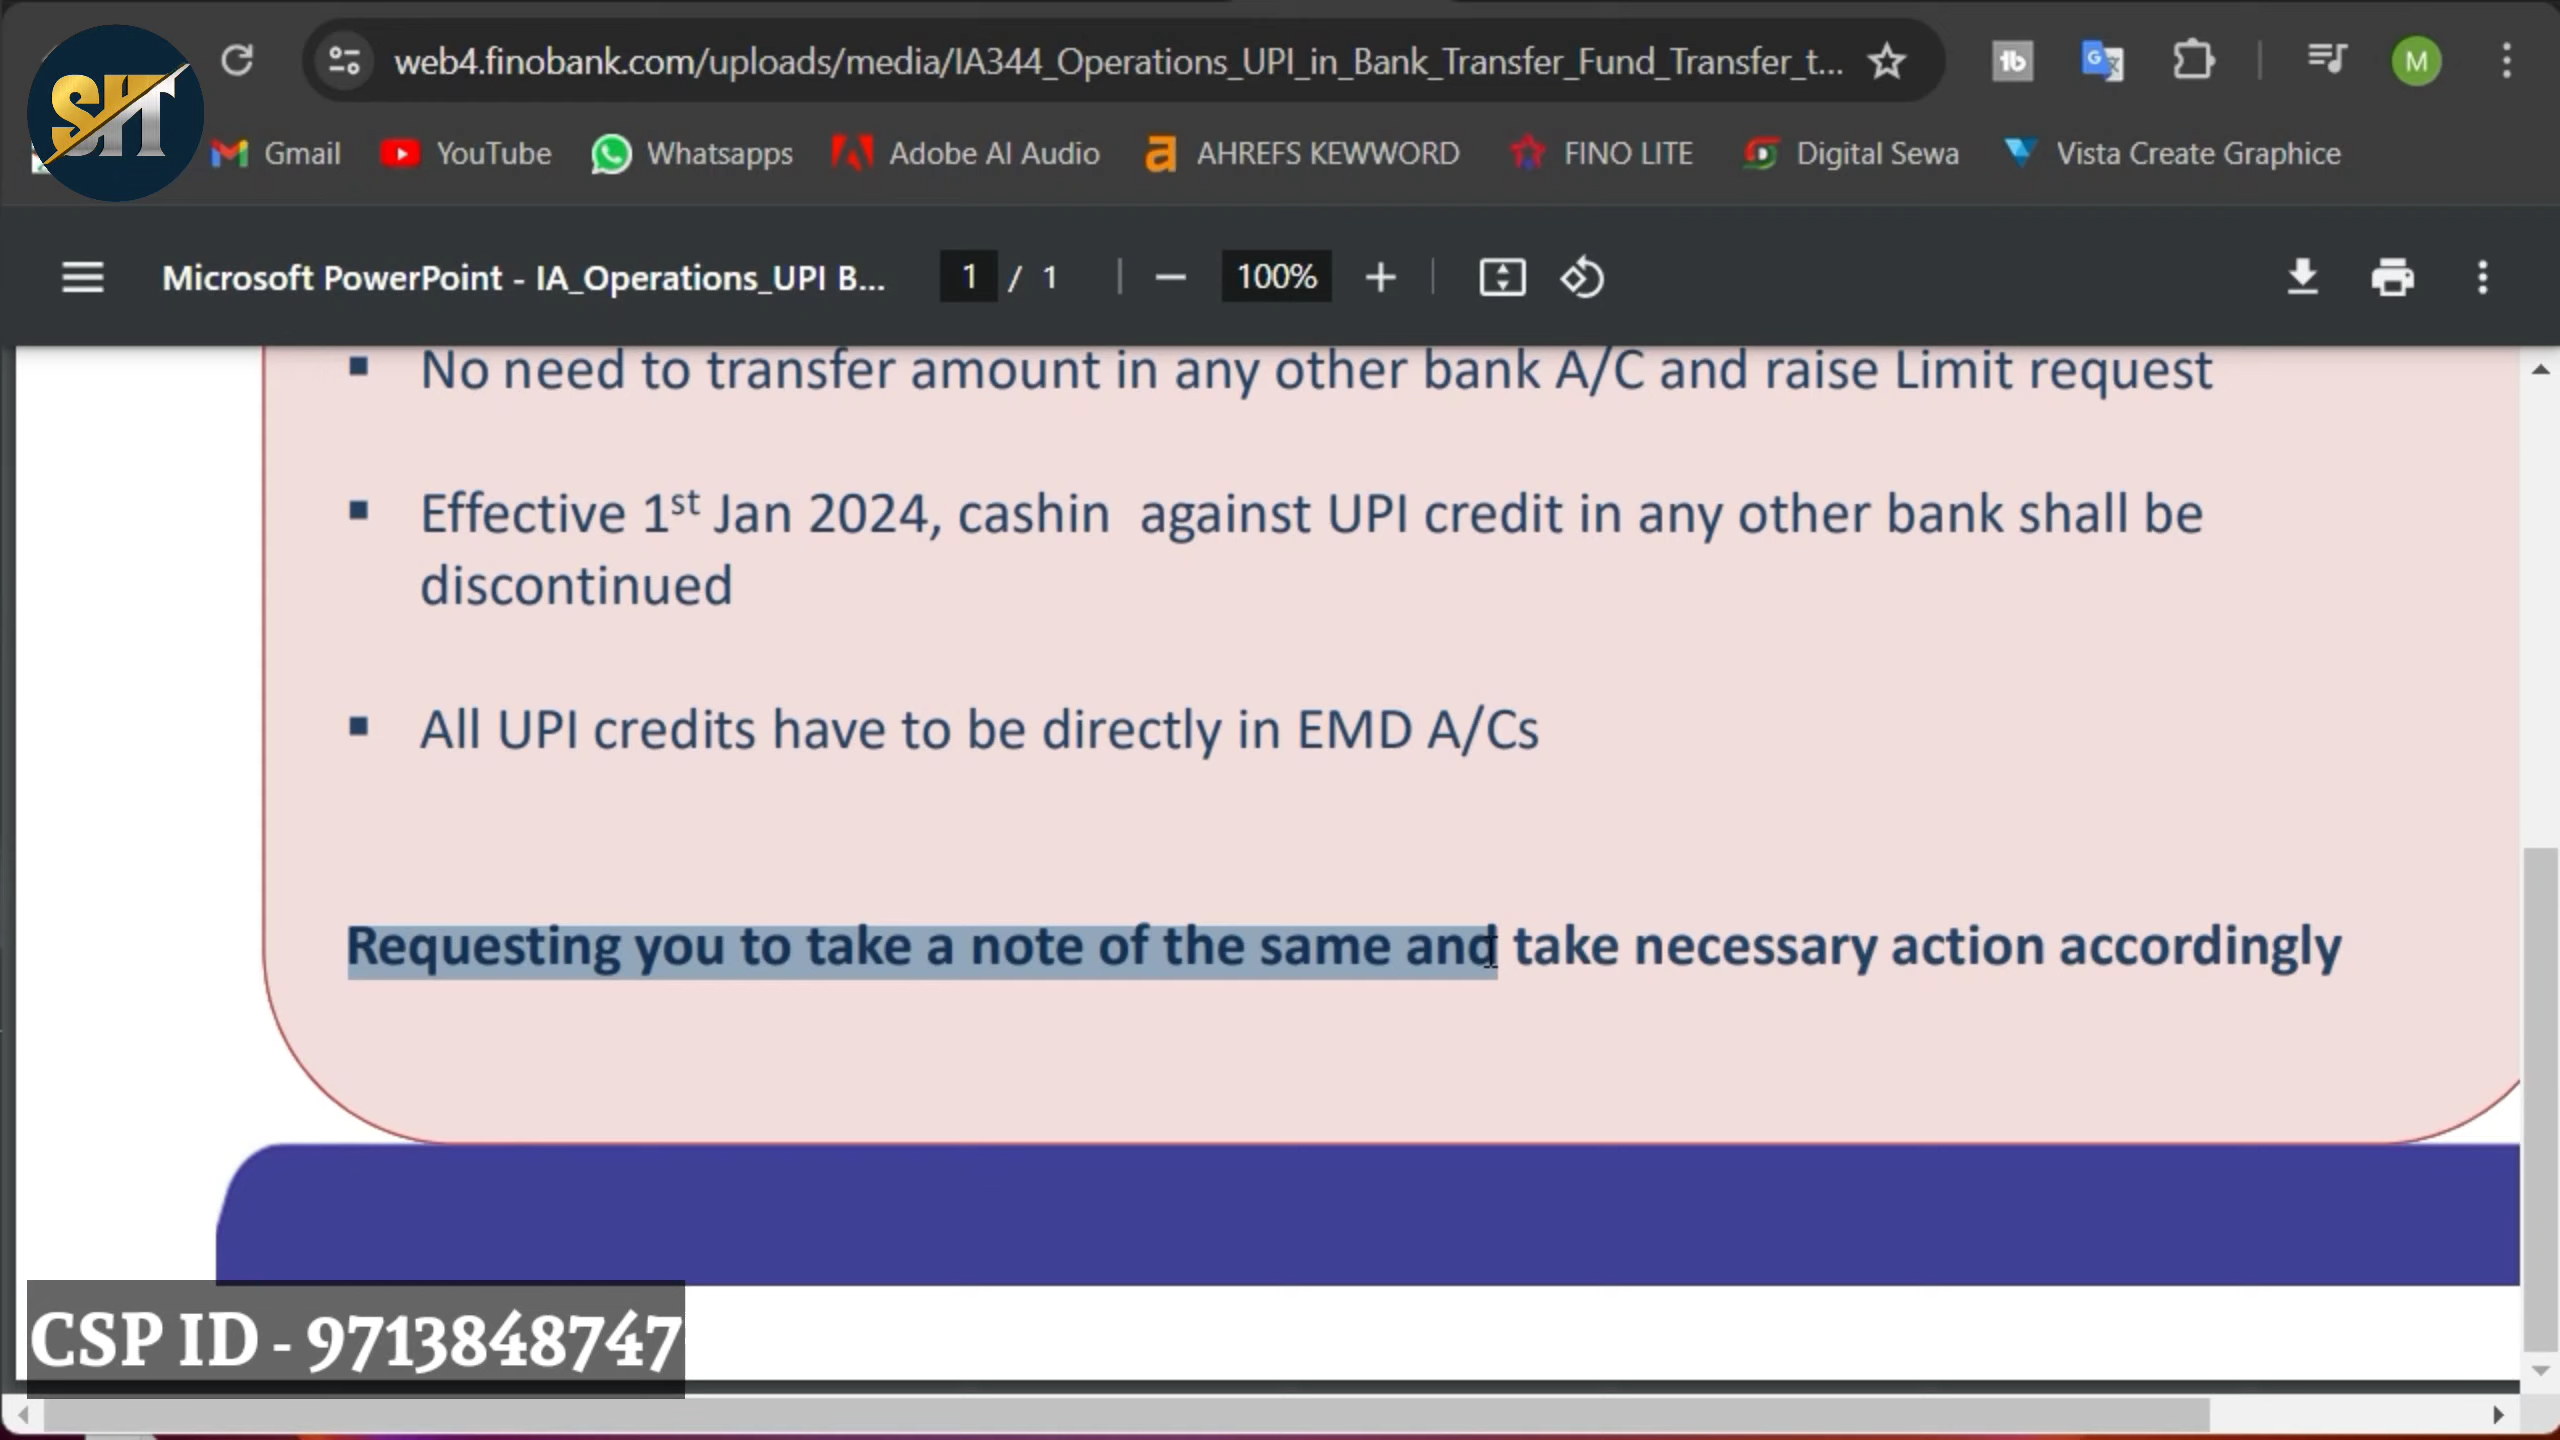 SHT
web4.finobank.com/uploads/media/IA344_Operations_UPI_in_Bank_Transfer_Fund_Transfer_t...
M
Gmail YouTube Whatsapps Adobe AI Audio AHREFS KEWWORD FINO LITE Digital Sewa Vista Create Graphice
Microsoft PowerPoint - IA_Operations_UPI B... 1 / 1 100%
No need to transfer amount in any other bank A/C and raise Limit request
Effective 1st Jan 2024, cashin against UPI credit in any other bank shall be
discontinued
All UPI credits have to be directly in EMD A/Cs
Requesting you to take a note of the same and take necessary action accordingly
CSP ID - 9713848747